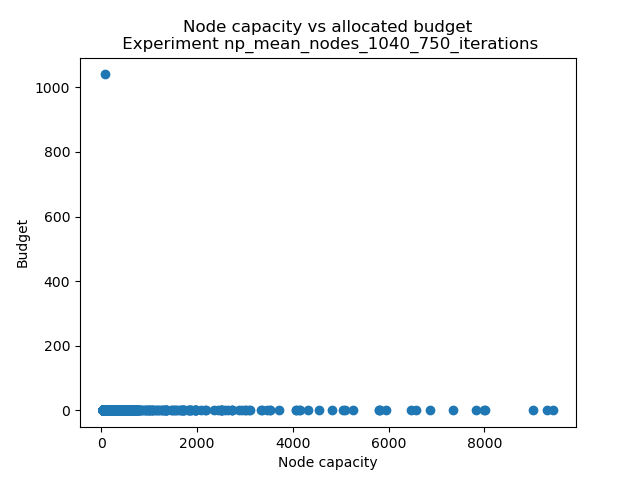 Node capacity vs allocated budget
Experiment np_mean_nodes_1040_750_iterations
1000
800
600
400
200
0
Budget
0 2000 4000 6000 8000
Node capacity